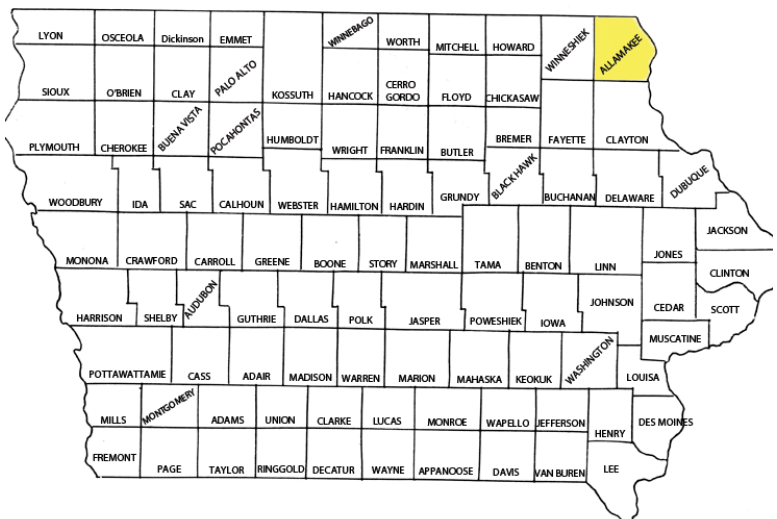 LYON
OSCEOLA
Dickinson
EMMET
WINNEBAGO
WORTH
MITCHELL
HOWARD
WINNESHIEK
ALLAMAKEE
SIOUX
O'BRIEN
CLAY
PALO ALTO
KOSSUTH
HANCOCK
CERRO
GORDO
FLOYD
CHICKASAW
PLYMOUTH
CHEROKEE
BUENA VISTA
POCAHONTAS
HUMBOLDT
WRIGHT
FRANKLIN
BUTLER
BREMER
FAYETTE
CLAYTON
WOODBURY
IDA
SAC
CALHOUN
WEBSTER
HAMILTON
HARDIN
GRUNDY
BLACK HAWK
BUCHANAN
DELAWARE
DUBUQUE
MONONA
CRAWFORD
CARROLL
GREENE
BOONE
STORY
MARSHALL
TAMA
BENTON
LINN
JONES
JACKSON
CLINTON
HARRISON
SHELBY
AUDUBON
GUTHRIE
DALLAS
POLK
JASPER
POWESHIEK
IOWA
JOHNSON
CEDAR
SCOTT
MUSCATINE
POTTAWATTAMIE
CASS
ADAIR
MADISON
WARREN
MARION
MAHASKA
KEOKUK
WASHINGTON
LOUISA
MILLS
MONTGOMERY
ADAMS
UNION
CLARKE
LUCAS
MONROE
WAPELLO
JEFFERSON
HENRY
DES MOINES
FREMONT
PAGE
TAYLOR
RINGGOLD
DECATUR
WAYNE
APPANOOSE
DAVIS
VAN BUREN
LEE